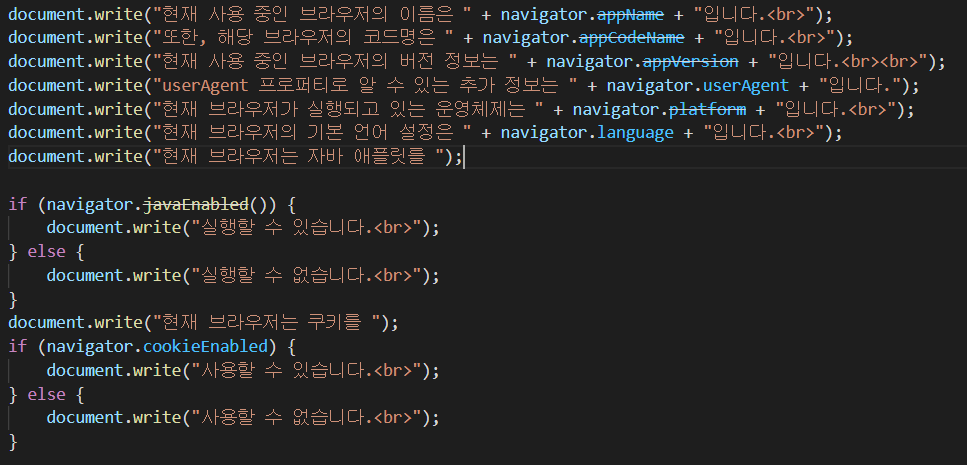 document.write("현재 사용 중인 브라우저의 이름은 " + navigator.appName + "입니다.<br>");
document.write("또한, 해당 브라우저의 코드명은 " + navigator.appCodeName + "입니다.<br>");
document.write("현재 사용 중인 브라우저의 버전 정보는 " + navigator.appVersion + "입니다.<br><br>");
document.write("userAgent 프로퍼티로 알 수 있는 추가 정보는 " + navigator.userAgent + "입니다.");
document.write("현재 브라우저가 실행되고 있는 운영체제는 " + navigator.platform + "입니다.<br>");
document.write("현재 브라우저의 기본 언어 설정은 " + navigator.language + "입니다.<br>");
document.write("현재 브라우저는 자바 애플릿를 ");

if (navigator.javaEnabled()) {
    document.write("실행할 수 있습니다.<br>");
} else {
    document.write("실행할 수 없습니다.<br>");
}
document.write("현재 브라우저는 쿠키를 ");
if (navigator.cookieEnabled) {
    document.write("사용할 수 있습니다.<br>");
} else {
    document.write("사용할 수 없습니다.<br>");
}